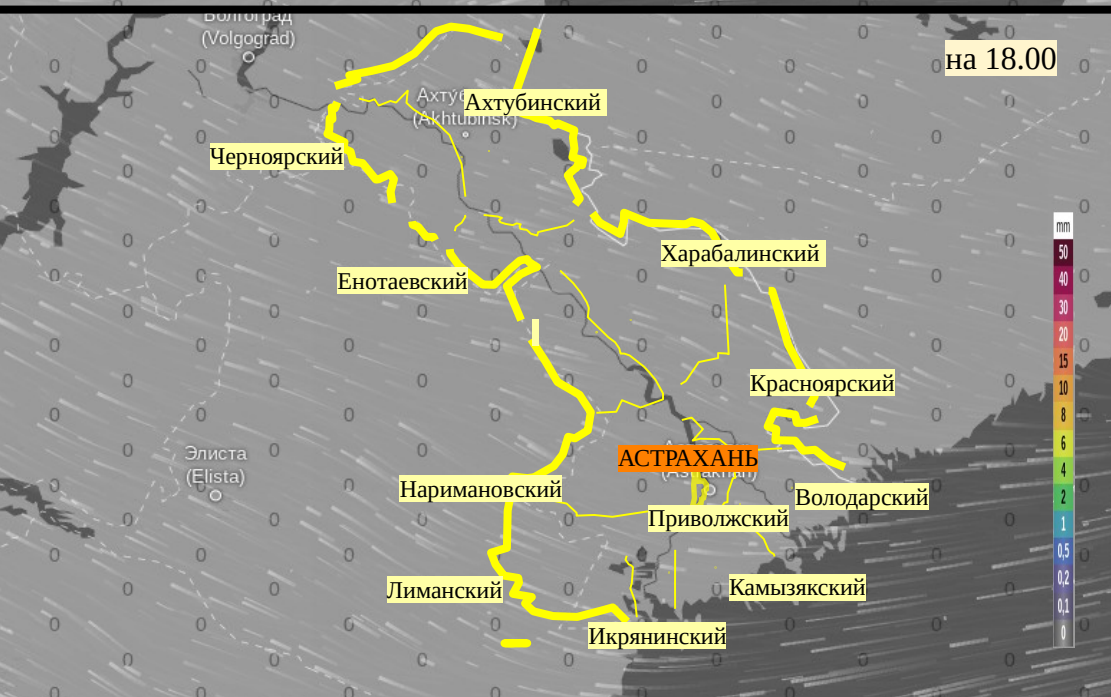 Волгоград
(Volgograd)
на 18.00
Ахтубинский
(Akhtubinsk)
Черноярский
mm
50
40
30
20
15
10
8
6
4
2
1
0,5
0,2
0,1
0
Харабалинский
Енотаевский
Красноярский
Элиста
(Elista)
АСТРАХАНЬ
Наримановский
Володарский
Приволжский
Лиманский
Камызякский
Икрянинский